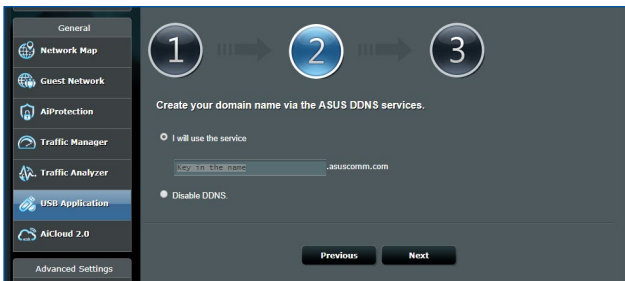 General
Network Map
Guest Network
AiProtection
Traffic Manager
Traffic Analyzer
USB Application
AiCloud 2.0
Advanced Settings
1
2
3
Create your domain name via the ASUS DDNS services.
I will use the service
Key in the name .asuscomm.com
Disable DDNS.
Previous Next